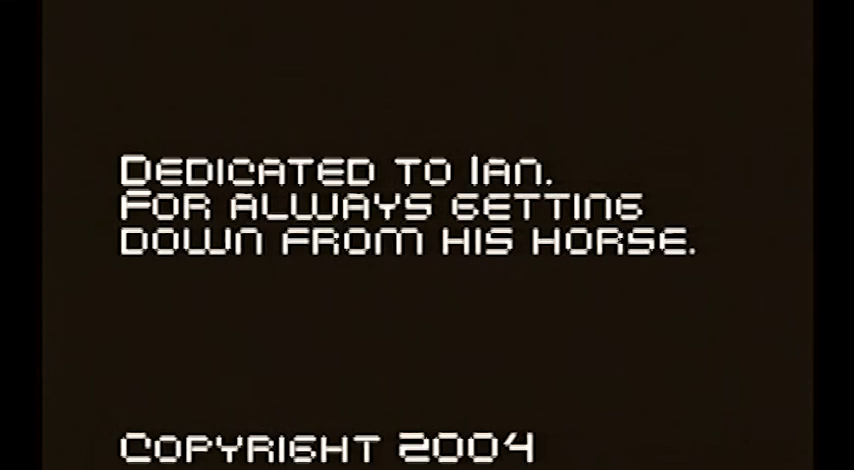 Dedicated to Ian.
For always getting
down from his horse.
Copyright 2004